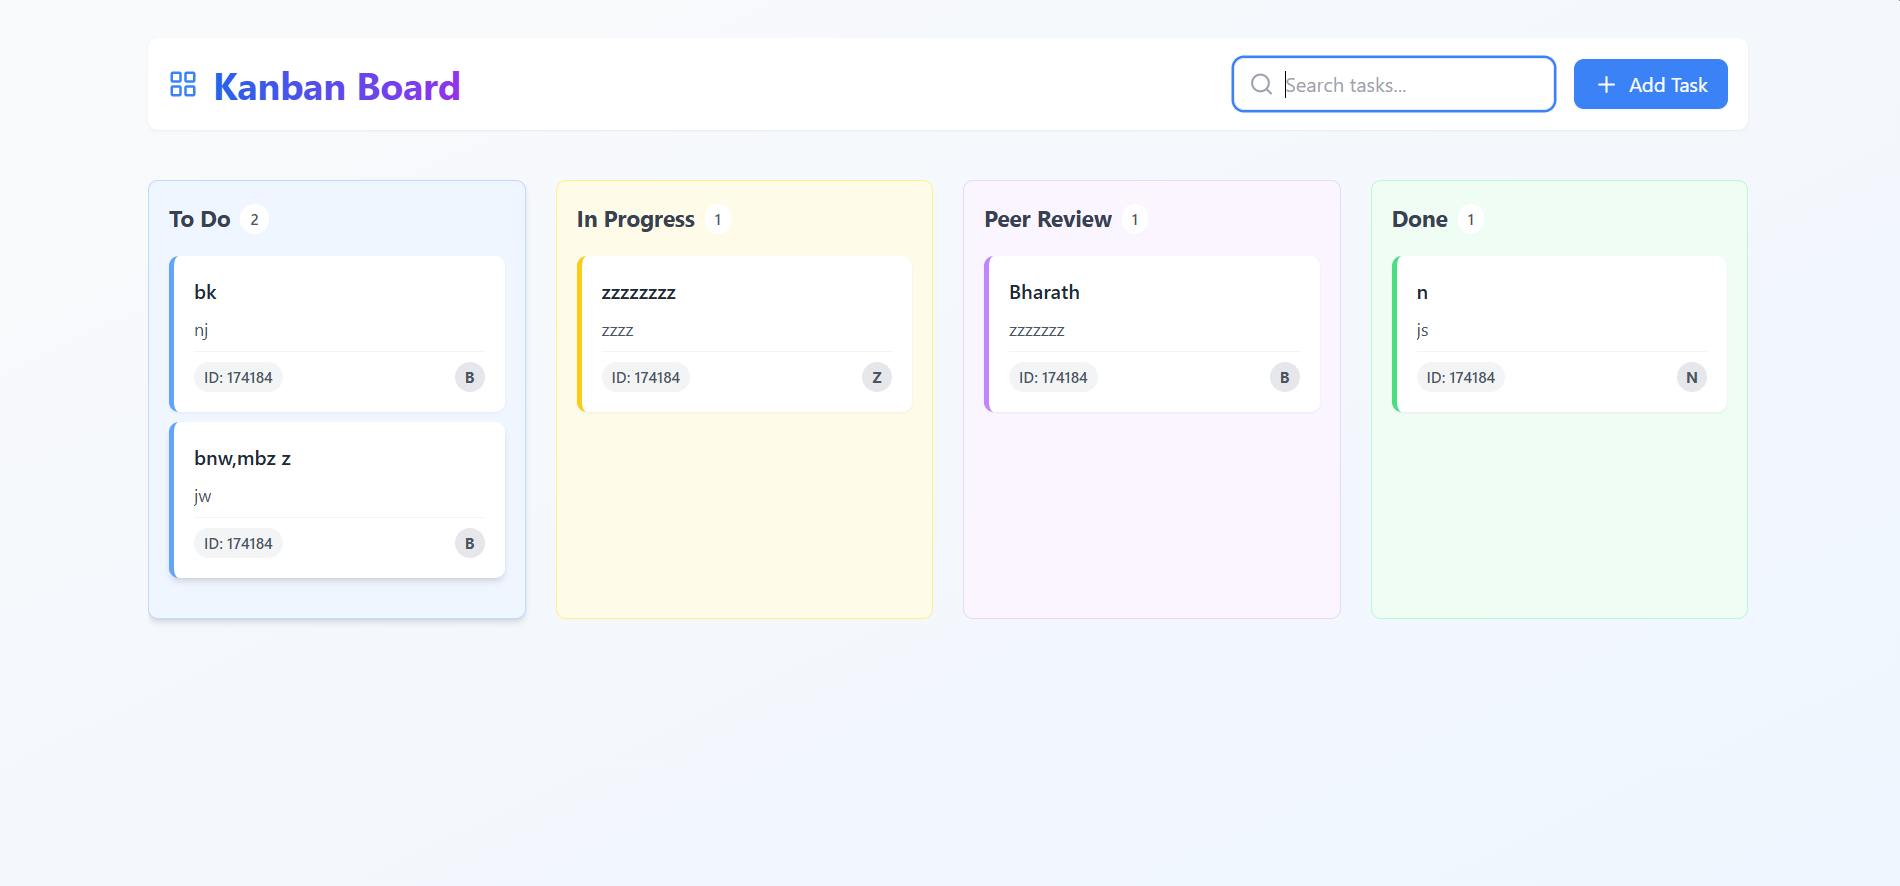 Kanban Board
Search tasks...
Add Task
To Do 2
bk
nj
ID: 174184 B
bnw,mbz z
jw
ID: 174184 B
In Progress 1
zzzzzzzz
zzzz
ID: 174184 Z
Peer Review 1
Bharath
zzzzzzz
ID: 174184 B
Done 1
n
js
ID: 174184 N